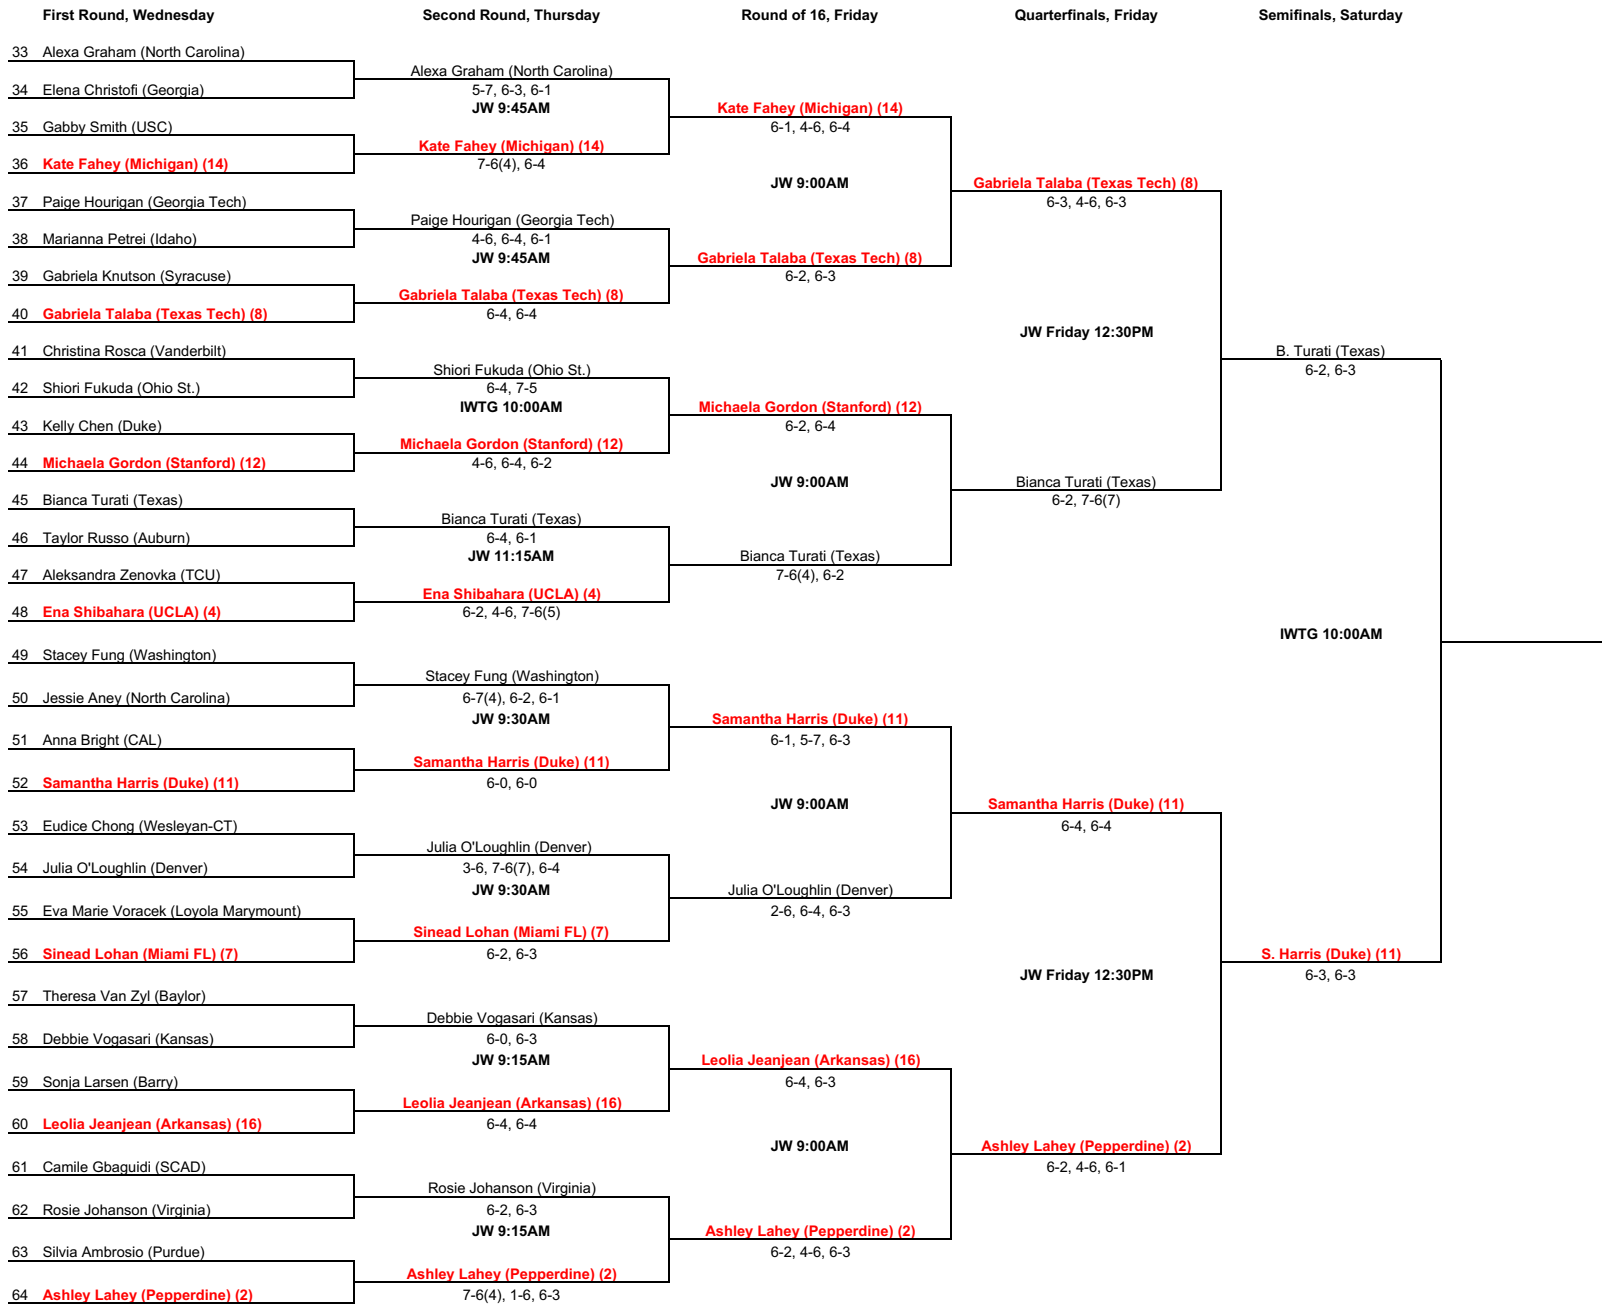 First Round, Wednesday
Second Round, Thursday
Round of 16, Friday
Quarterfinals, Friday
Semifinals, Saturday
33 Alexa Graham (North Carolina)
34 Elena Christofi (Georgia)
35 Gabby Smith (USC)
36 Kate Fahey (Michigan) (14)
37 Paige Hourigan (Georgia Tech)
38 Marianna Petrei (Idaho)
39 Gabriela Knutson (Syracuse)
40 Gabriela Talaba (Texas Tech) (8)
41 Christina Rosca (Vanderbilt)
42 Shiori Fukuda (Ohio St.)
43 Kelly Chen (Duke)
44 Michaela Gordon (Stanford) (12)
45 Bianca Turati (Texas)
46 Taylor Russo (Auburn)
47 Aleksandra Zenovka (TCU)
48 Ena Shibahara (UCLA) (4)
49 Stacey Fung (Washington)
50 Jessie Aney (North Carolina)
51 Anna Bright (CAL)
52 Samantha Harris (Duke) (11)
53 Eudice Chong (Wesleyan-CT)
54 Julia O'Loughlin (Denver)
55 Eva Marie Voracek (Loyola Marymount)
56 Sinead Lohan (Miami FL) (7)
57 Theresa Van Zyl (Baylor)
58 Debbie Vogasari (Kansas)
59 Sonja Larsen (Barry)
60 Leolia Jeanjean (Arkansas) (16)
61 Camile Gbaguidi (SCAD)
62 Rosie Johanson (Virginia)
63 Silvia Ambrosio (Purdue)
64 Ashley Lahey (Pepperdine) (2)
Alexa Graham (North Carolina)
5-7, 6-3, 6-1
JW 9:45AM
Kate Fahey (Michigan) (14)
7-6(4), 6-4
Paige Hourigan (Georgia Tech)
4-6, 6-4, 6-1
JW 9:45AM
Gabriela Talaba (Texas Tech) (8)
6-4, 6-4
Shiori Fukuda (Ohio St.)
6-4, 7-5
IWTG 10:00AM
Michaela Gordon (Stanford) (12)
4-6, 6-4, 6-2
Bianca Turati (Texas)
6-4, 6-1
JW 11:15AM
Ena Shibahara (UCLA) (4)
6-2, 4-6, 7-6(5)
Stacey Fung (Washington)
6-7(4), 6-2, 6-1
JW 9:30AM
Samantha Harris (Duke) (11)
6-0, 6-0
Julia O'Loughlin (Denver)
3-6, 7-6(7), 6-4
JW 9:30AM
Sinead Lohan (Miami FL) (7)
6-2, 6-3
Debbie Vogasari (Kansas)
6-0, 6-3
JW 9:15AM
Leolia Jeanjean (Arkansas) (16)
6-4, 6-4
Rosie Johanson (Virginia)
6-2, 6-3
JW 9:15AM
Ashley Lahey (Pepperdine) (2)
7-6(4), 1-6, 6-3
Kate Fahey (Michigan) (14)
6-1, 4-6, 6-4
JW 9:00AM
Gabriela Talaba (Texas Tech) (8)
6-2, 6-3
Michaela Gordon (Stanford) (12)
6-2, 6-4
JW 9:00AM
Bianca Turati (Texas)
7-6(4), 6-2
Samantha Harris (Duke) (11)
6-1, 5-7, 6-3
JW 9:00AM
Julia O'Loughlin (Denver)
2-6, 6-4, 6-3
Leolia Jeanjean (Arkansas) (16)
6-4, 6-3
JW 9:00AM
Ashley Lahey (Pepperdine) (2)
6-2, 4-6, 6-3
Gabriela Talaba (Texas Tech) (8)
6-3, 4-6, 6-3
JW Friday 12:30PM
Bianca Turati (Texas)
6-2, 7-6(7)
Samantha Harris (Duke) (11)
6-4, 6-4
JW Friday 12:30PM
Ashley Lahey (Pepperdine) (2)
6-2, 4-6, 6-1
B. Turati (Texas)
6-2, 6-3
IWTG 10:00AM
S. Harris (Duke) (11)
6-3, 6-3